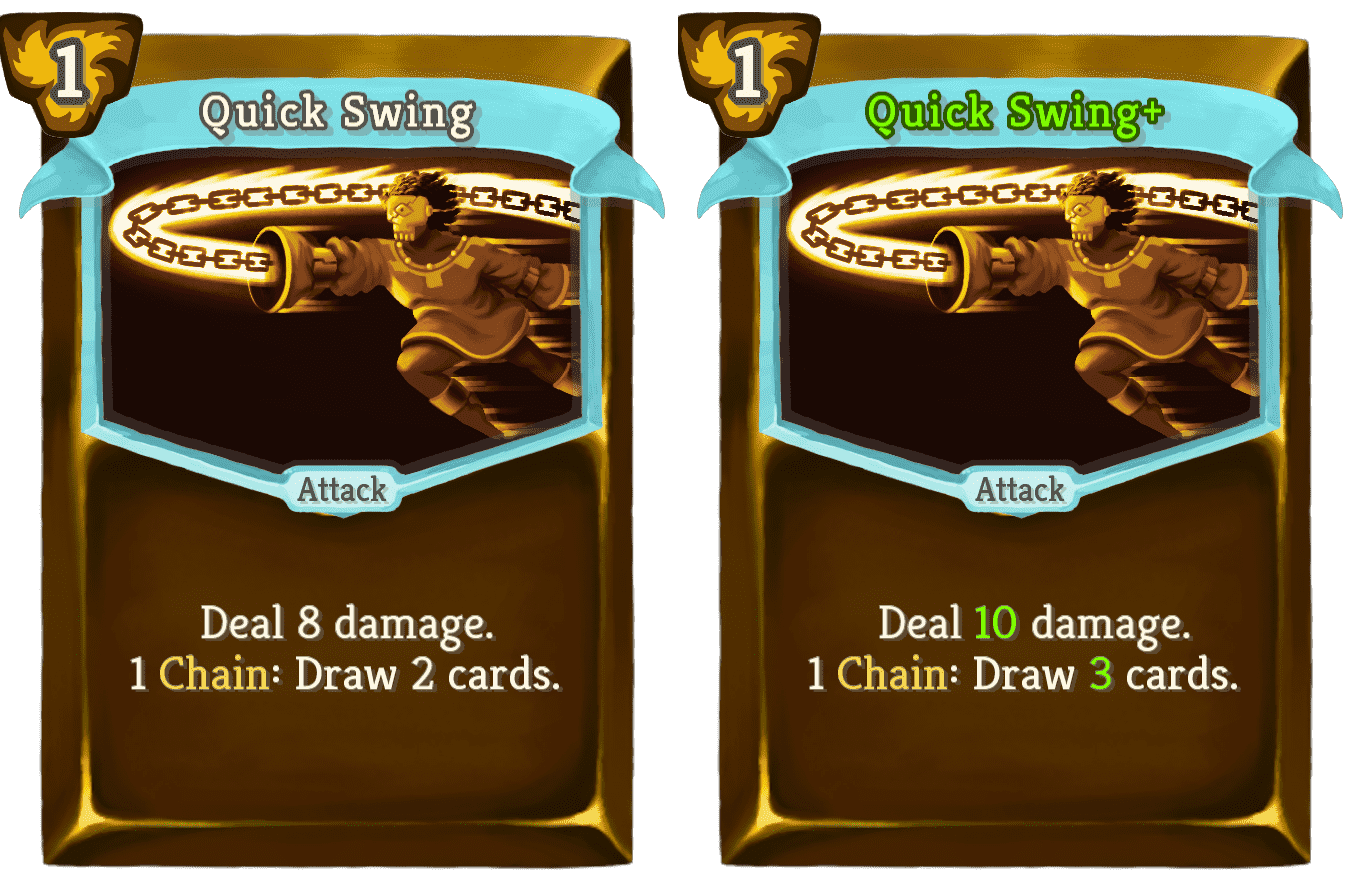 1
Quick Swing
Attack
Deal 8 damage.
1 Chain: Draw 2 cards.
1
Quick Swing+
Attack
Deal 10 damage.
1 Chain: Draw 3 cards.